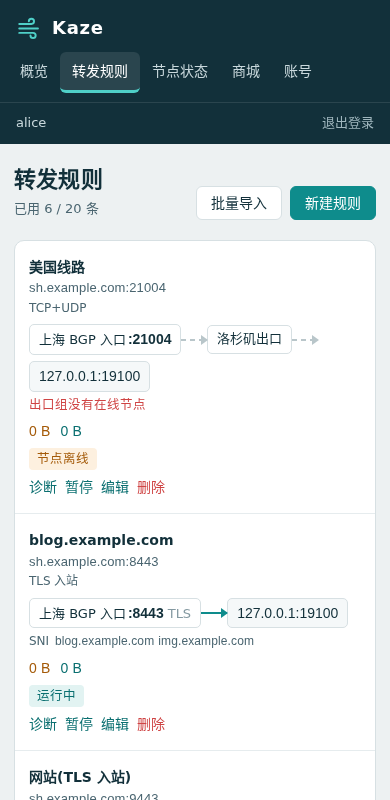 Kaze
概览 转发规则 节点状态 商城 账号
alice 退出登录
转发规则
已用 6 / 20 条
批量导入 新建规则
美国线路
sh.example.com:21004
TCP+UDP
上海 BGP 入口:21004 洛杉矶出口
127.0.0.1:19100
出口组没有在线节点
0 B 0 B
节点离线
诊断 暂停 编辑 删除
blog.example.com
sh.example.com:8443
TLS 入站
上海 BGP 入口:8443 TLS 127.0.0.1:19100
SNI blog.example.com img.example.com
0 B 0 B
运行中
诊断 暂停 编辑 删除
网站(TLS 入站)
sh.example.com:9443